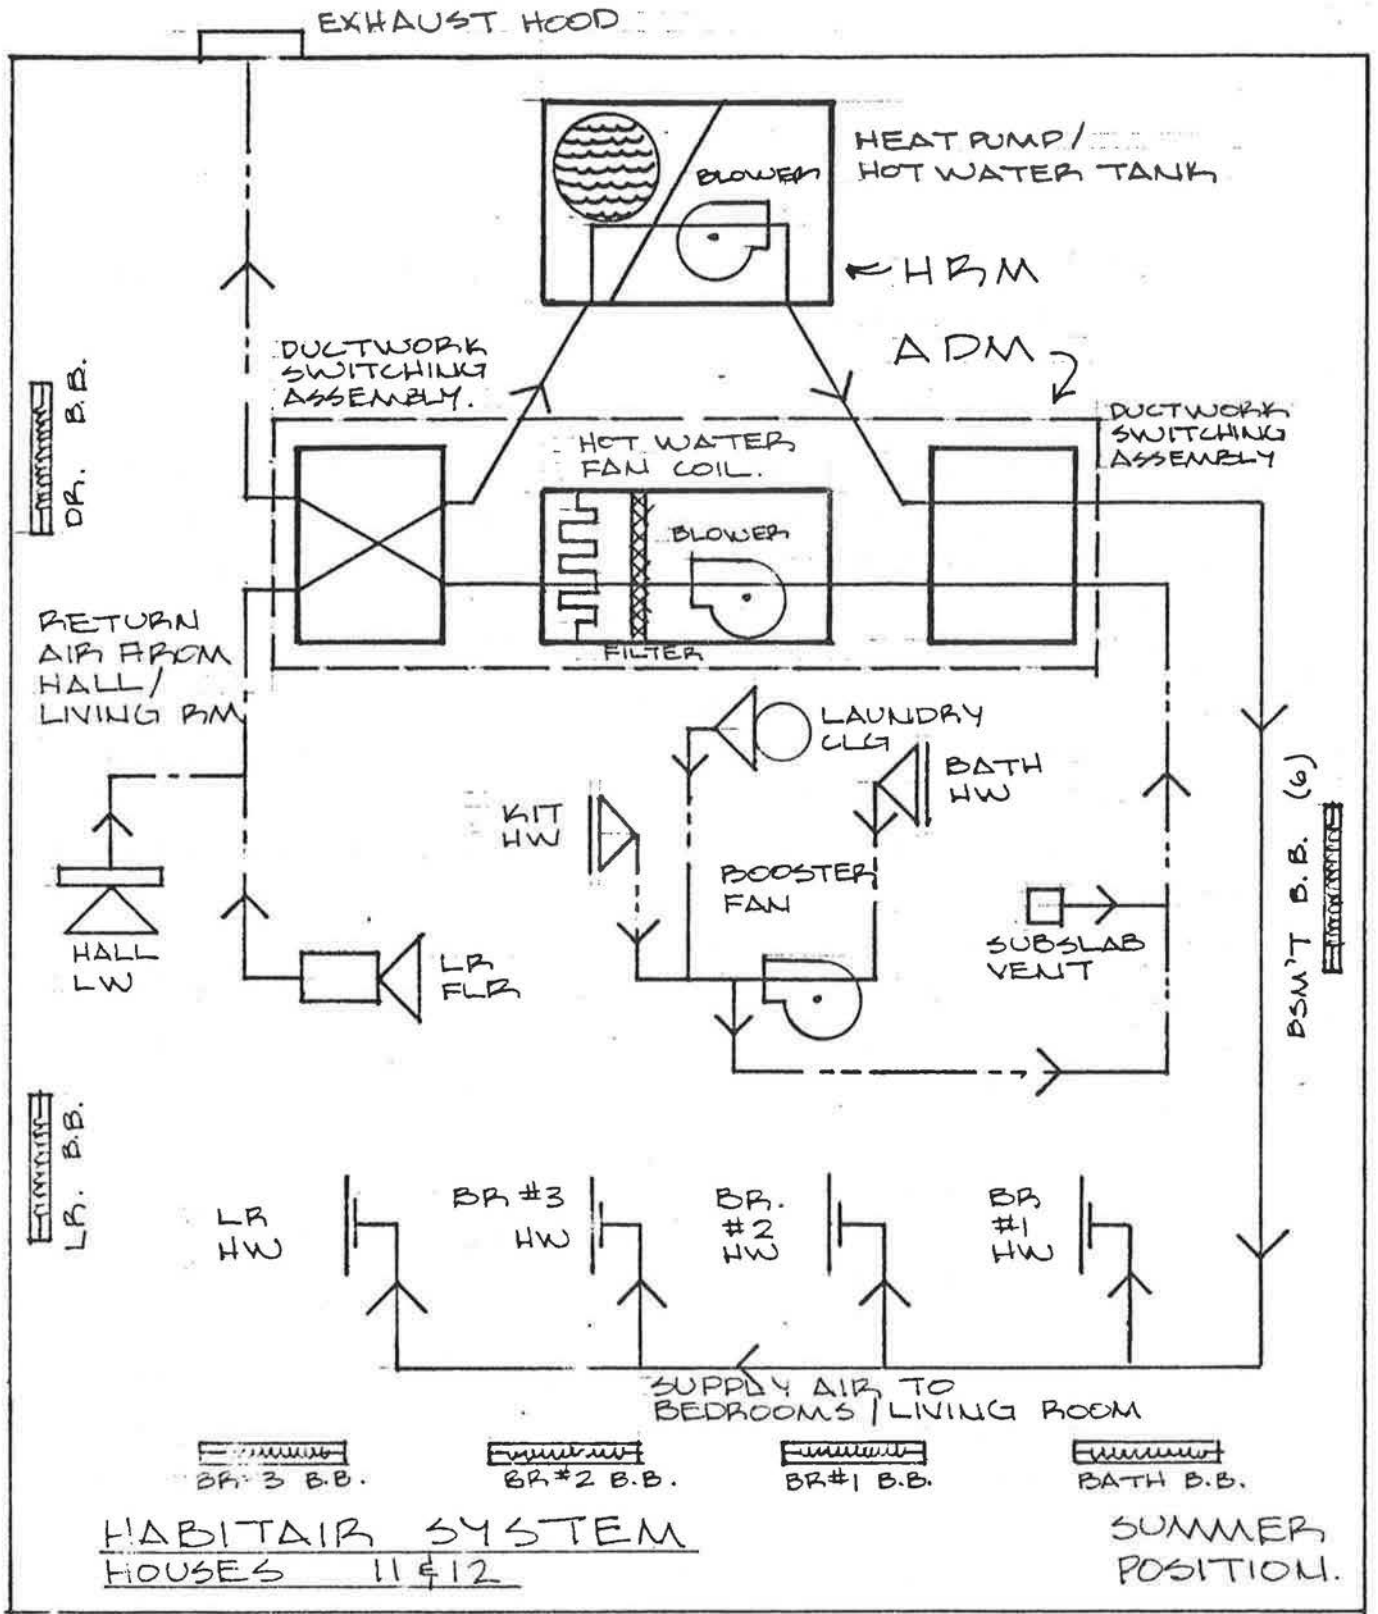 EXHAUST HOOD
HEAT PUMP/
HOT WATER TANK
BLOWER
HRM
ADM
DUCTWORK
SWITCHING
ASSEMBLY.
DUCTWORK
SWITCHING
ASSEMBLY
HOT WATER
FAN COIL.
BLOWER
FILTER
DR. B.B.
RETURN
AIR FROM
HALL/
LIVING RM
LAUNDRY
CLG
BATH
HW
KIT
HW
BOOSTER
FAN
SUBSLAB
VENT
BSM'T B.B. (6)
HALL
LW
LR
FLR
LR. B.B.
LR
HW
BR #3
HW
BR.
#2
HW
BR
#1
HW
SUPPLY AIR TO
BEDROOMS / LIVING ROOM
BR#3 B.B.
BR#2 B.B.
BR#1 B.B.
BATH B.B.
HABITAIR SYSTEM
HOUSES 11 & 12
SUMMER
POSITION.